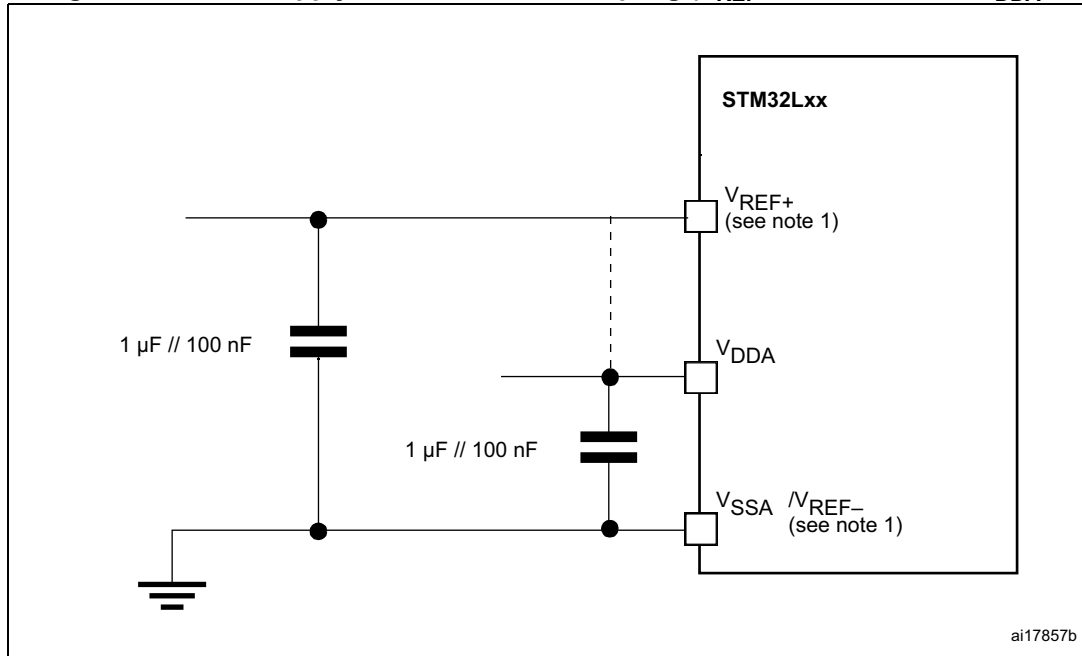 STM32Lxx
VREF+
(see note 1)
1 µF // 100 nF
VDDA
1 µF // 100 nF
VSSA /VREF–
(see note 1)
ai17857b